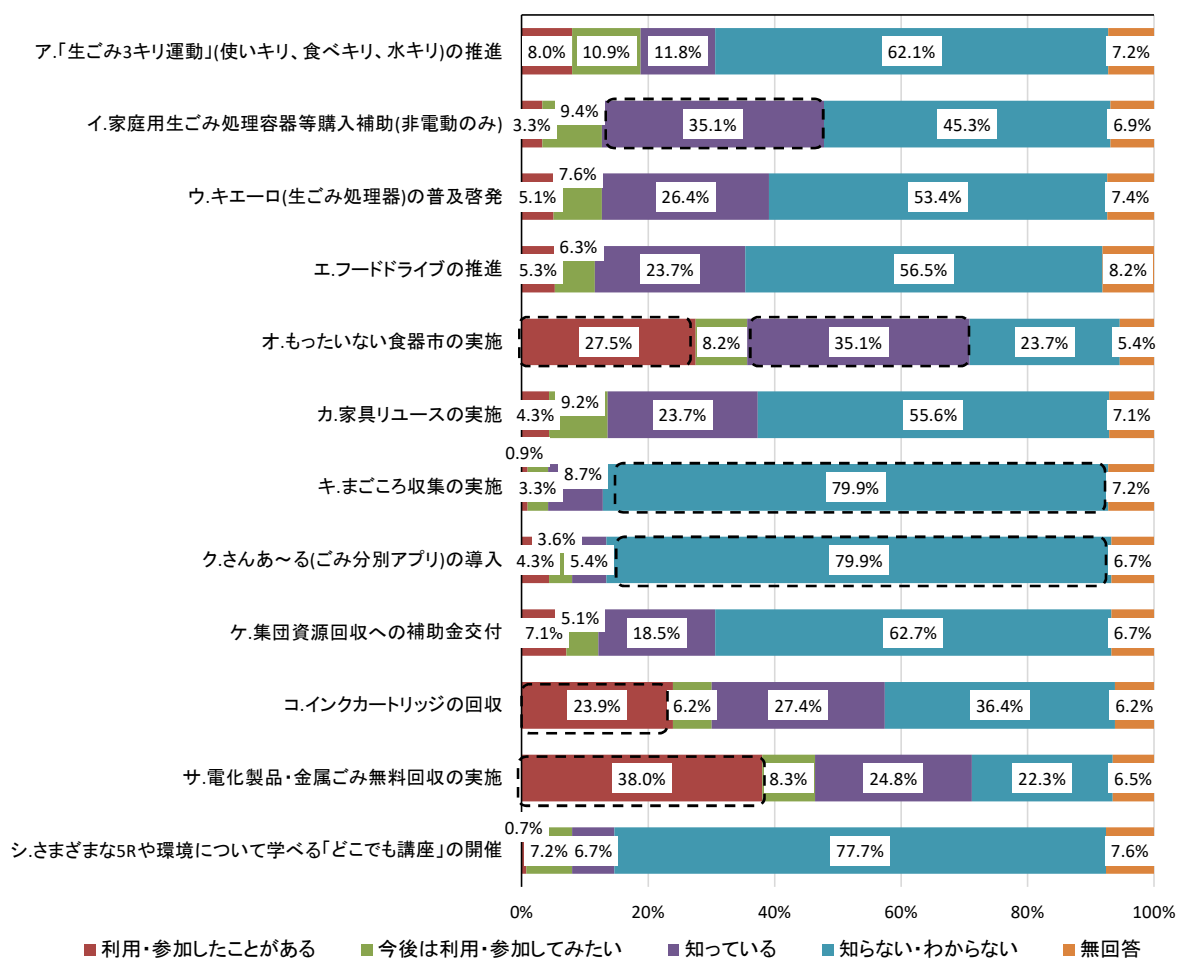 ア.「生ごみ3キリ運動」(使いキリ、食べキリ、水キリ)の推進
8.0% 10.9% 11.8% 62.1% 7.2%
イ.家庭用生ごみ処理容器等購入補助(非電動のみ)
3.3% 9.4% 35.1% 45.3% 6.9%
ウ.キエーロ(生ごみ処理器)の普及啓発
5.1% 7.6% 26.4% 53.4% 7.4%
エ.フードドライブの推進
5.3% 6.3% 23.7% 56.5% 8.2%
オ.もったいない食器市の実施
27.5% 8.2% 35.1% 23.7% 5.4%
カ.家具リユースの実施
4.3% 9.2% 23.7% 55.6% 7.1%
キ.まごころ収集の実施
0.9% 3.3% 8.7% 79.9% 7.2%
ク.さんあ～る(ごみ分別アプリ)の導入
4.3% 3.6% 5.4% 79.9% 6.7%
ケ.集団資源回収への補助金交付
7.1% 5.1% 18.5% 62.7% 6.7%
コ.インクカートリッジの回収
23.9% 6.2% 27.4% 36.4% 6.2%
サ.電化製品・金属ごみ無料回収の実施
38.0% 8.3% 24.8% 22.3% 6.5%
シ.さまざまな5Rや環境について学べる「どこでも講座」の開催
0.7% 7.2% 6.7% 77.7% 7.6%
0% 20% 40% 60% 80% 100%
利用・参加したことがある 今後は利用・参加してみたい 知っている 知らない・わからない 無回答